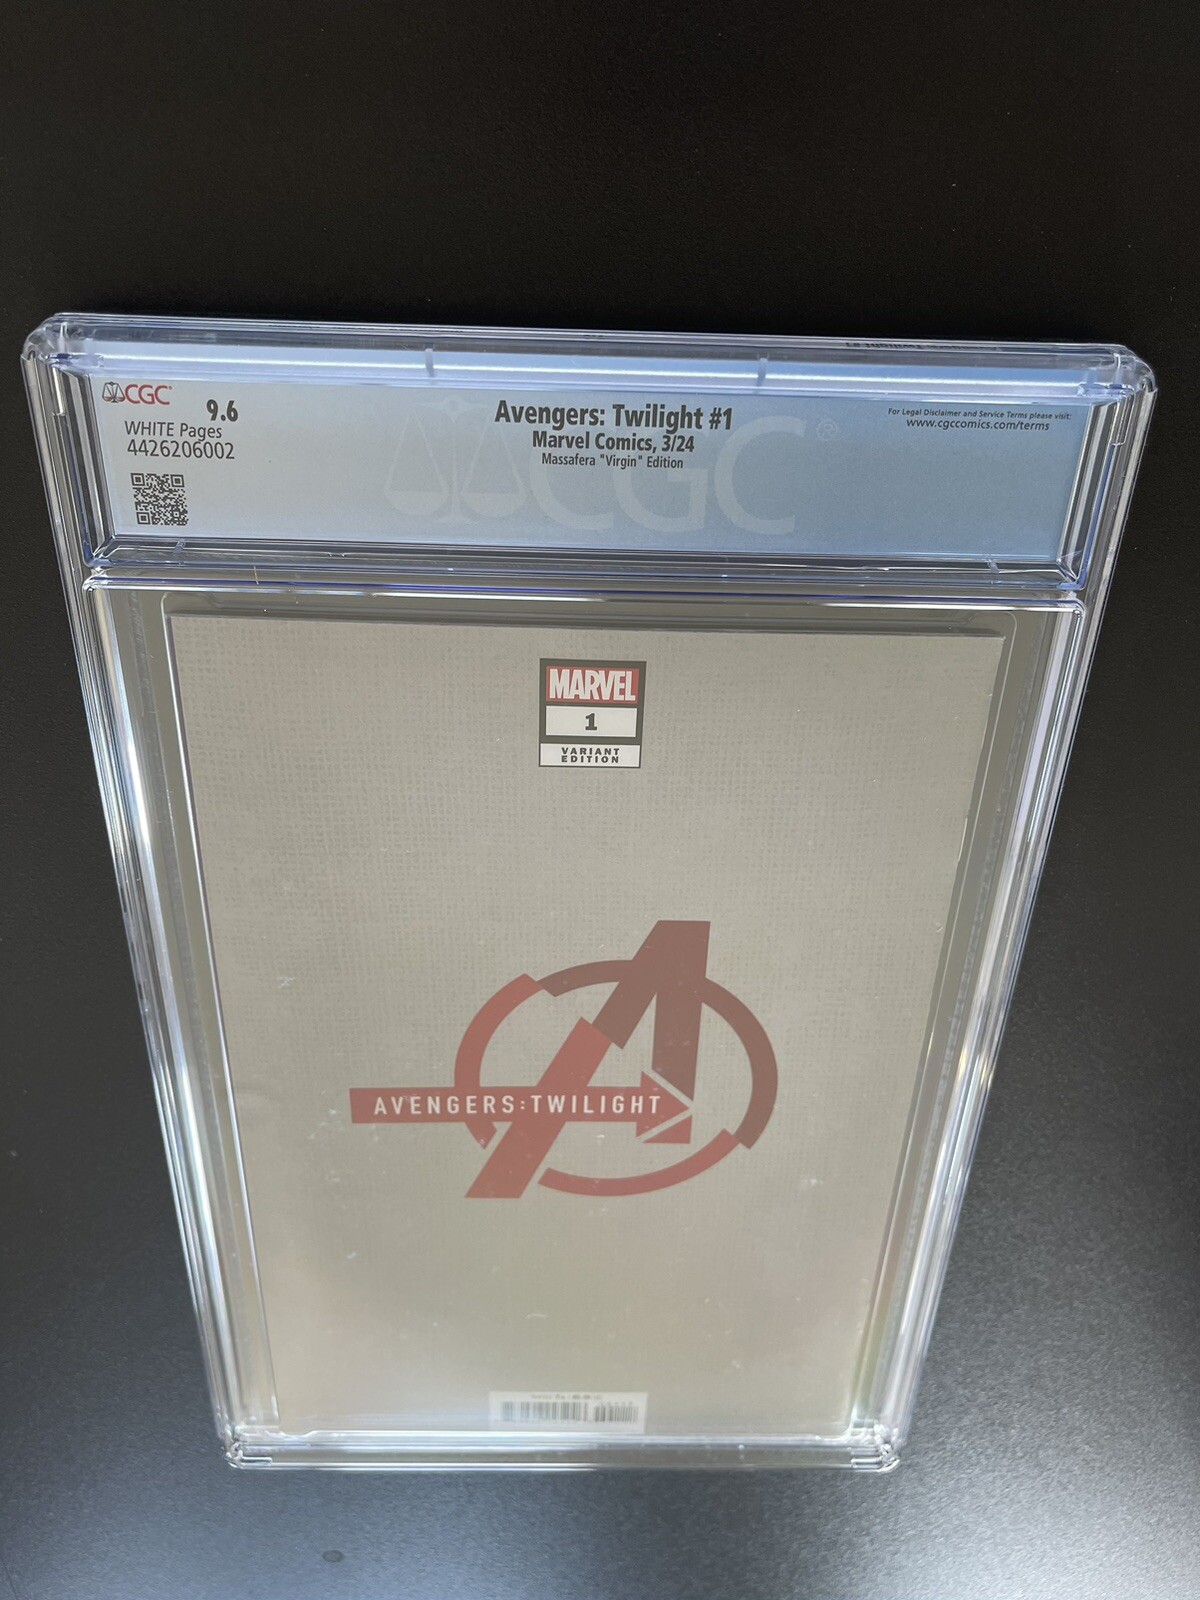 CGC
9.6
WHITE Pages
4426206002
Avengers: Twilight #1
Marvel Comics, 3/24
Massafera "Virgin" Edition
For Legal Disclaimer and Service Terms please visit:
www.cgccomics.com/terms
CGC®
MARVEL
1
VARIANT
EDITION
AVENGERS:TWILIGHT